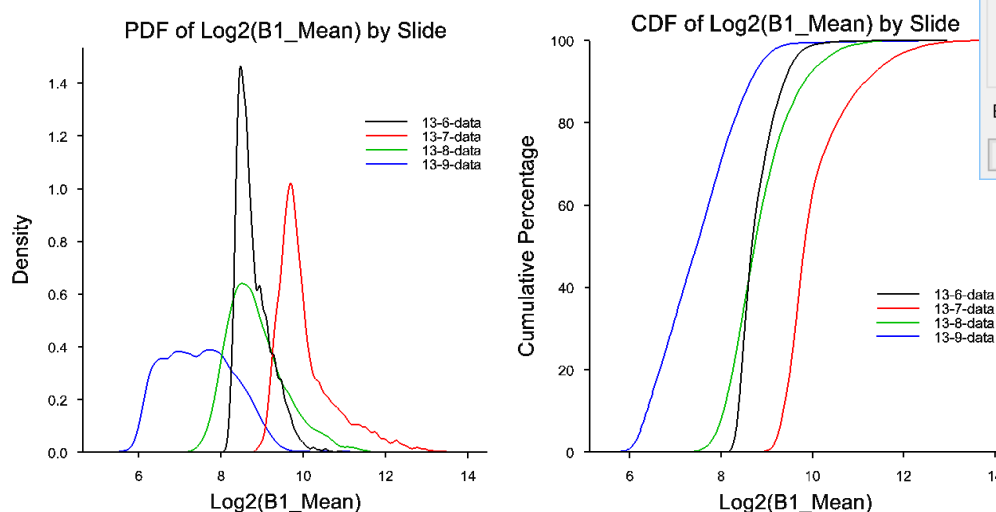 PDF of Log2(B1_Mean) by Slide
Density
1.4
1.2
1.0
0.8
0.6
0.4
0.2
0.0
13-6-data
13-7-data
13-8-data
13-9-data
6 8 10 12 14
Log2(B1_Mean)
CDF of Log2(B1_Mean) by Slide
Cumulative Percentage
100
80
60
40
20
0
13-6-data
13-7-data
13-8-data
13-9-data
6 8 10 12 14
Log2(B1_Mean)